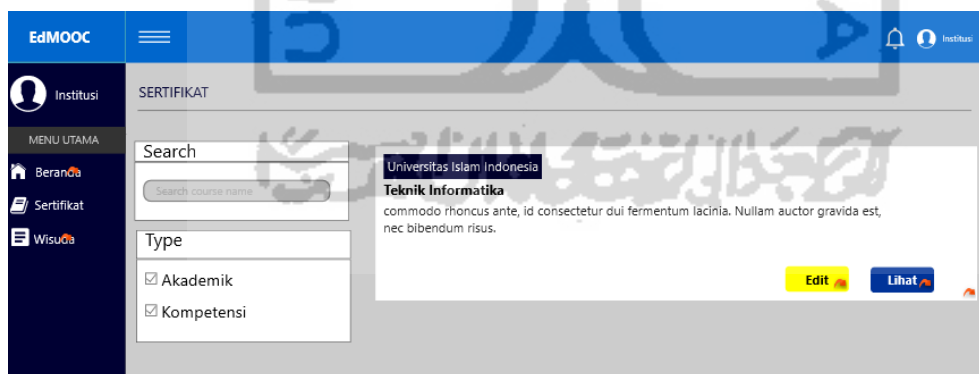 EdMOOC
Institusi
Institusi
MENU UTAMA
Beranda
Sertifikat
Wisuda
SERTIFIKAT
Search
Search course name
Type
Akademik
Kompetensi
Universitas Islam Indonesia
Teknik Informatika
commodo rhoncus ante, id consectetur dui fermentum lacinia. Nullam auctor gravida est,
nec bibendum risus.
Edit
Lihat